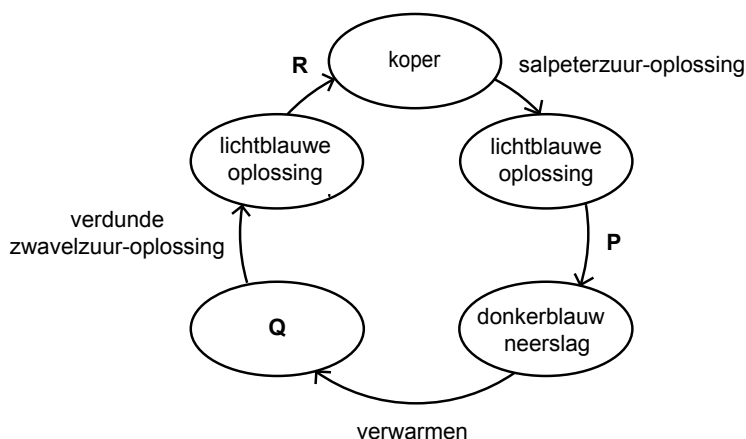 koper
R
salpeterzuur-oplossing
lichtblauwe
oplossing
lichtblauwe
oplossing
verdunde
zwavelzuur-oplossing
P
Q
donkerblauw
neerslag
verwarmen